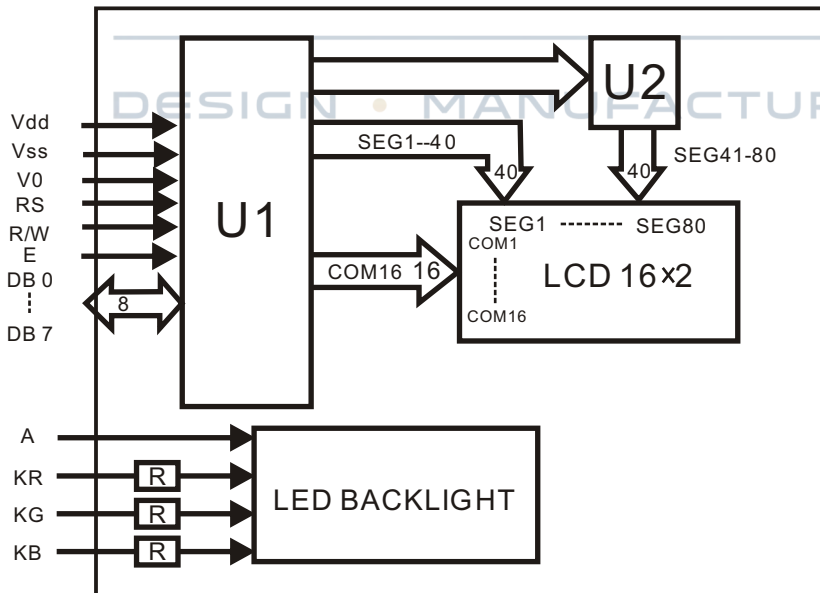 DESIGN • MANUFACTUR
U1
U2
Vdd
Vss
V0
RS
R/W
E
DB 0
8
DB 7
SEG1--40
40
40
SEG41-80
SEG1 SEG80
COM1
COM16 16
LCD 16×2
COM16
A
KR R
KG R
KB R
LED BACKLIGHT